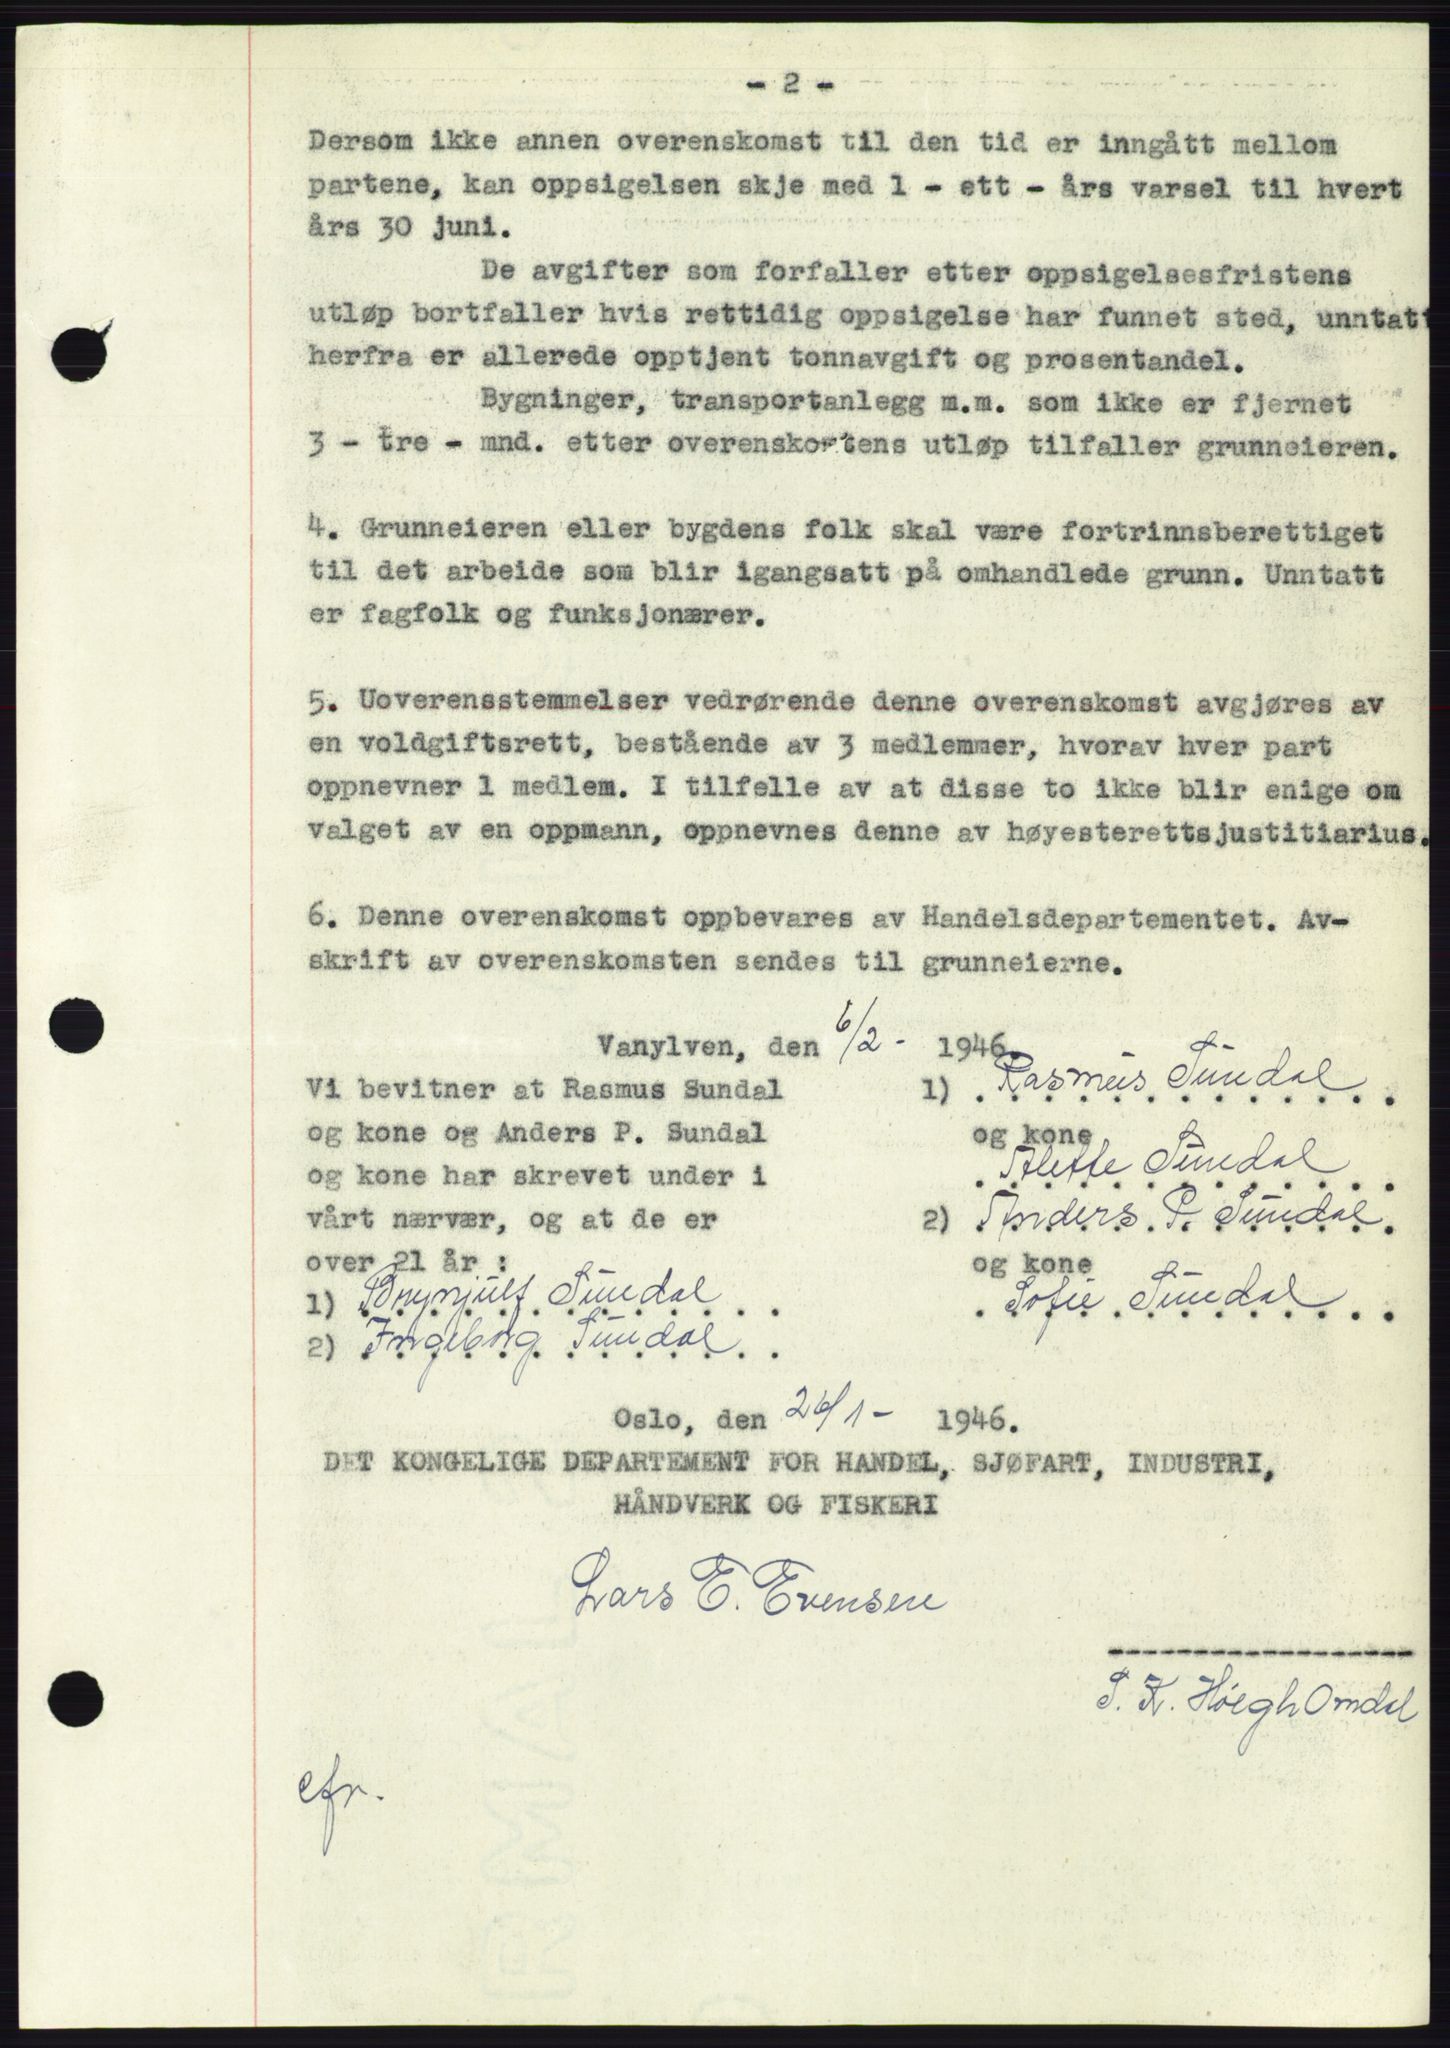 - 2 -
Dersom ikke annen overenskomst til den tid er inngått mellom
partene, kan oppsigelsen skje med 1 - ett - års varsel til hvert
års 30 juni.
De avgifter som forfaller etter oppsigelsesfristens
utløp bortfaller hvis rettidig oppsigelse har funnet sted, unntatt
herfra er allerede opptjent tonnavgift og prosentandel.
Bygninger, transportanlegg m.m. som ikke er fjernet
3 - tre - mnd. etter overenskortens utløp tilfaller grunneieren.
4. Grunneieren eller bygdens folk skal være fortrinnsberettiget
til det arbeide som blir igangsatt på omhandlede grunn. Unntatt
er fagfolk og funksjonærer.
5. Uoverensstemmelser vedrørende denne overenskomst avgjøres av
en voldgiftsrett, bestående av 3 medlemmer, hvorav hver part
oppnevner 1 medlem. I tilfelle av at disse to ikke blir enige om
valget av en oppmann, oppnevnes denne av høyesterettsjustitiarius.
6. Denne overenskomst oppbevares av Handelsdepartementet. Av-
skrift av overenskomsten sendes til grunneierne.
Vanylven, den 6/2 - 1946.
Vi bevitner at Rasmus Sundal
og kone og Anders P. Sundal
og kone har skrevet under i
vårt nærvær, og at de er
over 21 år :
1) Brynjulf Sundal
2) Ingeborg Sundal
1) Rasmus Sundal
og kone
Alette Sundal
2) Anders P. Sundal
og kone
Sofie Sundal
Oslo, den 26/1 - 1946.
DET KONGELIGE DEPARTEMENT FOR HANDEL, SJØFART, INDUSTRI,
HÅNDVERK OG FISKERI
Lars E. Evensen
S. K. Høegh Omdal
cfr.